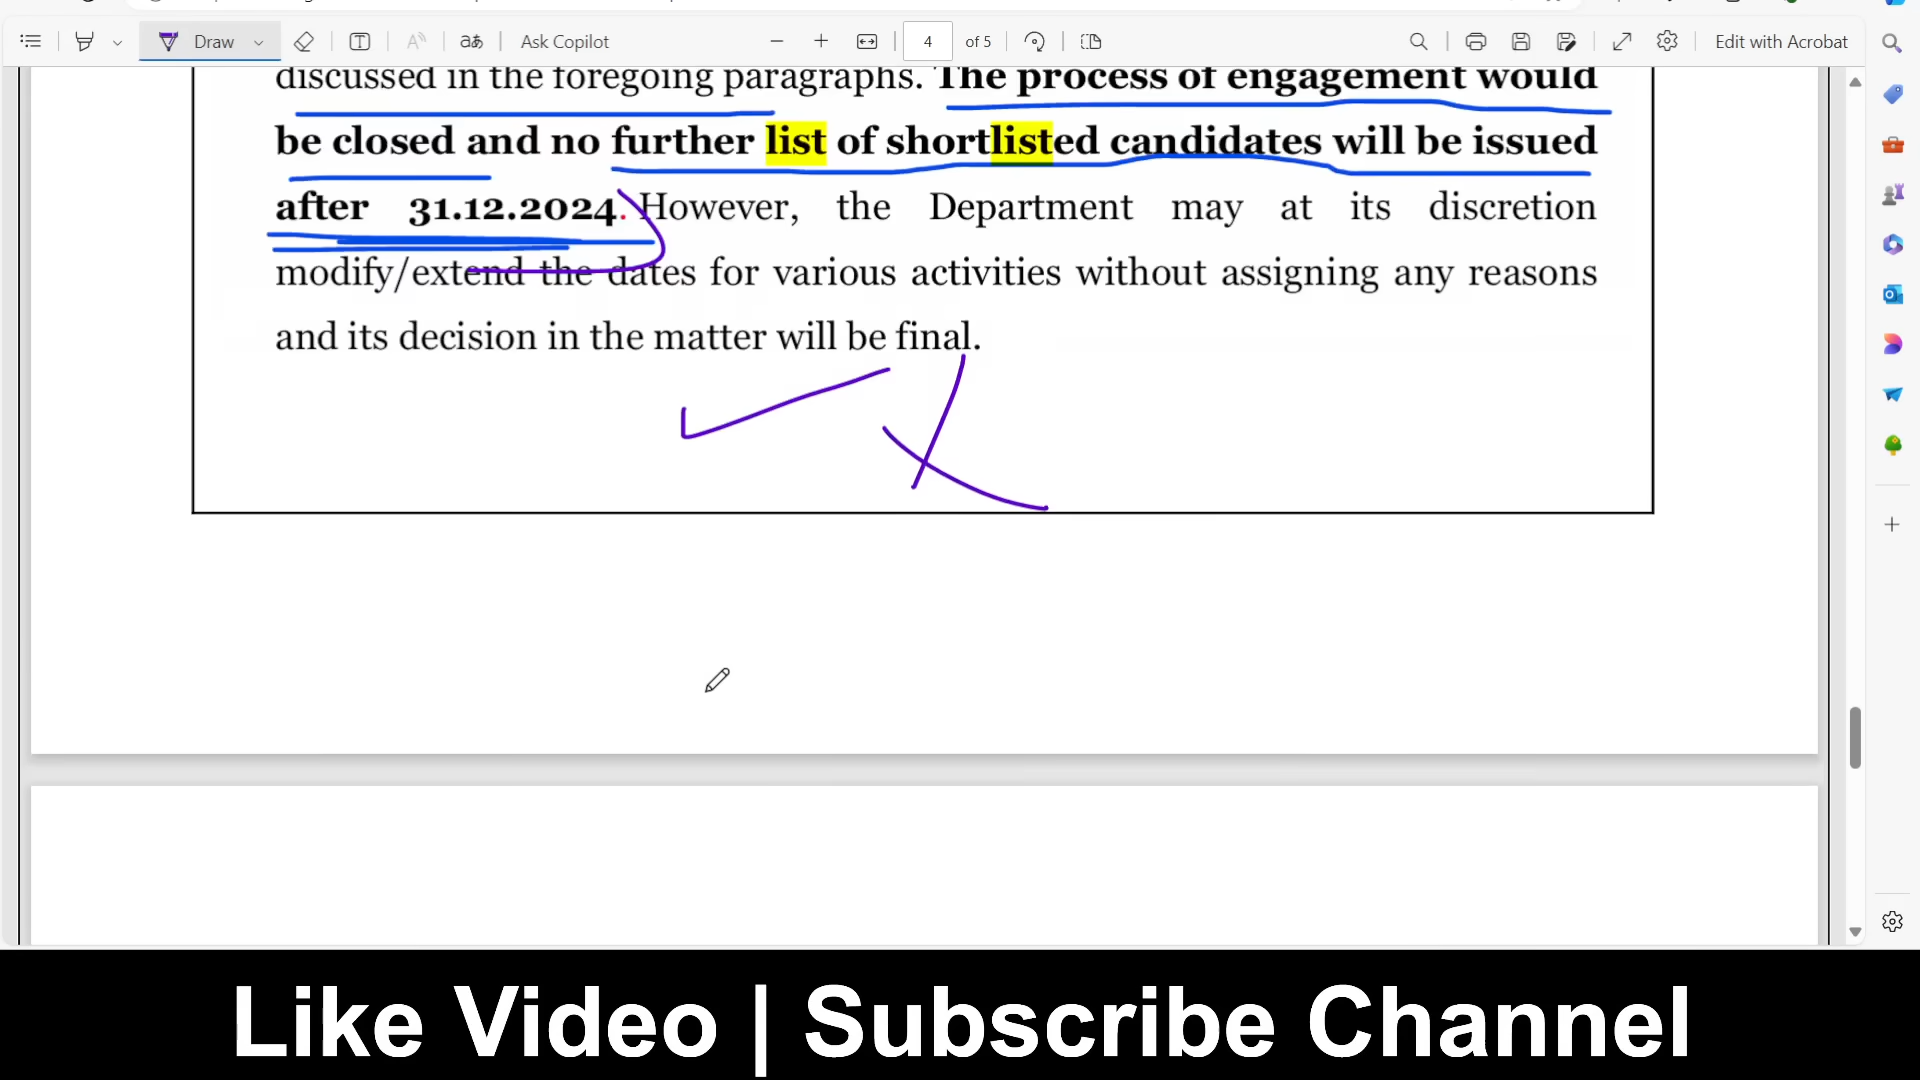 Draw
Ask Copilot
4 of 5
Edit with Acrobat
discussed in the foregoing paragraphs. The process of engagement would
be closed and no further list of shortlisted candidates will be issued
after 31.12.2024. However, the Department may at its discretion
modify/extend the dates for various activities without assigning any reasons
and its decision in the matter will be final.
Like Video | Subscribe Channel